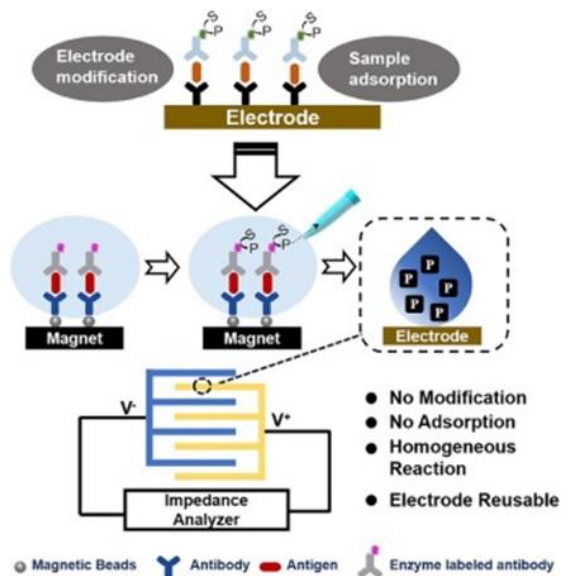 S
P
S
P
S
P
Electrode
modification
Sample
adsorption
Electrode
S
P
S
P
Magnet
Magnet
P
P
P
P
P
Electrode
V-
V+
Impedance
Analyzer
● No Modification
● No Adsorption
● Homogeneous
Reaction
● Electrode Reusable
Magnetic Beads
Antibody
Antigen
Enzyme labeled antibody